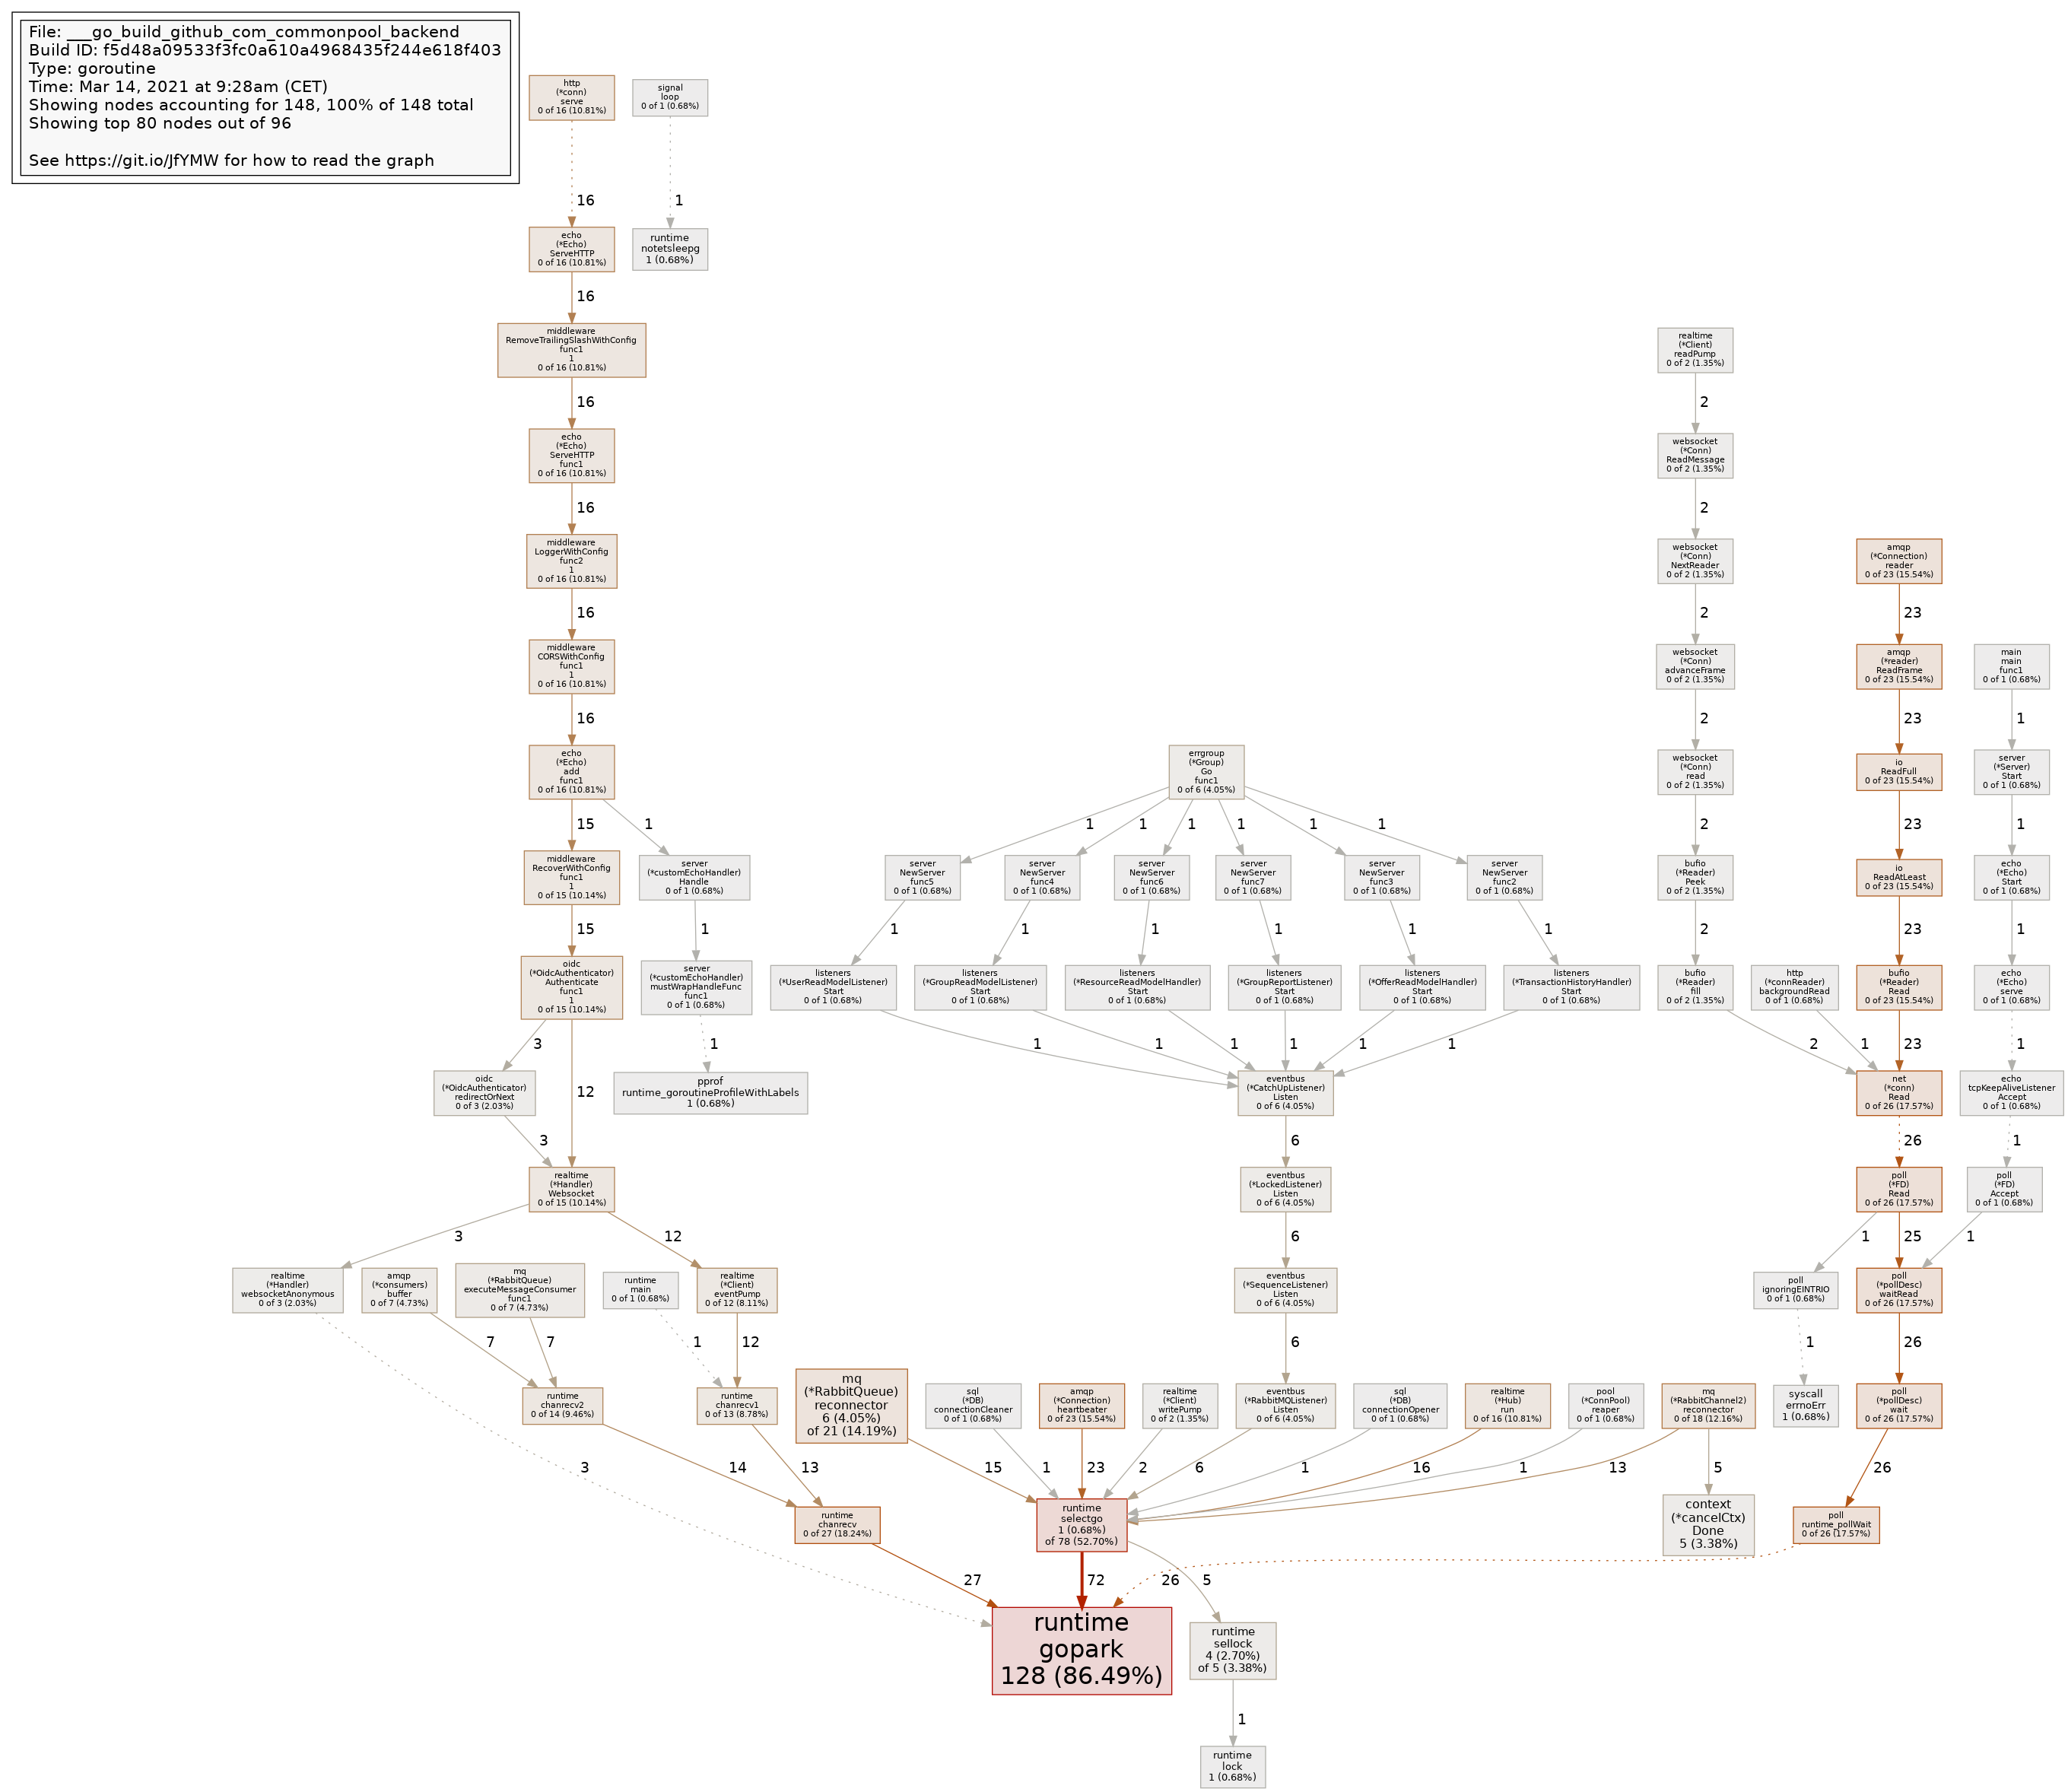 File: ___go_build_github_com_commonpool_backend
Build ID: f5d48a09533f3fc0a610a4968435f244e618f403
Type: goroutine
Time: Mar 14, 2021 at 9:28am (CET)
Showing nodes accounting for 148, 100% of 148 total
Showing top 80 nodes out of 96
See https://git.io/JfYMW for how to read the graph
http
(*conn)
serve
0 of 16 (10.81%)
signal
loop
0 of 1 (0.68%)
16
1
echo
(*Echo)
ServeHTTP
0 of 16 (10.81%)
runtime
notetsleepg
1 (0.68%)
16
middleware
RemoveTrailingSlashWithConfig
func1
1
0 of 16 (10.81%)
realtime
(*Client)
readPump
0 of 2 (1.35%)
16
2
echo
(*Echo)
ServeHTTP
func1
0 of 16 (10.81%)
websocket
(*Conn)
ReadMessage
0 of 2 (1.35%)
16
2
middleware
LoggerWithConfig
func2
1
0 of 16 (10.81%)
websocket
(*Conn)
NextReader
0 of 2 (1.35%)
amqp
(*Connection)
reader
0 of 23 (15.54%)
16
2
23
middleware
CORSWithConfig
func1
1
0 of 16 (10.81%)
websocket
(*Conn)
advanceFrame
0 of 2 (1.35%)
amqp
(*reader)
ReadFrame
0 of 23 (15.54%)
main
main
func1
0 of 1 (0.68%)
16
2
23
1
echo
(*Echo)
add
func1
0 of 16 (10.81%)
errgroup
(*Group)
Go
func1
0 of 6 (4.05%)
websocket
(*Conn)
read
0 of 2 (1.35%)
io
ReadFull
0 of 23 (15.54%)
server
(*Server)
Start
0 of 1 (0.68%)
15
1
1
1
1
1
1
1
2
23
1
middleware
RecoverWithConfig
func1
1
0 of 15 (10.14%)
server
(*customEchoHandler)
Handle
0 of 1 (0.68%)
server
NewServer
func5
0 of 1 (0.68%)
server
NewServer
func4
0 of 1 (0.68%)
server
NewServer
func6
0 of 1 (0.68%)
server
NewServer
func7
0 of 1 (0.68%)
server
NewServer
func3
0 of 1 (0.68%)
server
NewServer
func2
0 of 1 (0.68%)
bufio
(*Reader)
Peek
0 of 2 (1.35%)
io
ReadAtLeast
0 of 23 (15.54%)
echo
(*Echo)
Start
0 of 1 (0.68%)
15
1
1
1
1
1
1
1
2
23
1
oidc
(*OidcAuthenticator)
Authenticate
func1
1
0 of 15 (10.14%)
server
(*customEchoHandler)
mustWrapHandleFunc
func1
0 of 1 (0.68%)
listeners
(*UserReadModelListener)
Start
0 of 1 (0.68%)
listeners
(*GroupReadModelListener)
Start
0 of 1 (0.68%)
listeners
(*ResourceReadModelHandler)
Start
0 of 1 (0.68%)
listeners
(*GroupReportListener)
Start
0 of 1 (0.68%)
listeners
(*OfferReadModelHandler)
Start
0 of 1 (0.68%)
listeners
(*TransactionHistoryHandler)
Start
0 of 1 (0.68%)
bufio
(*Reader)
fill
0 of 2 (1.35%)
http
(*connReader)
backgroundRead
0 of 1 (0.68%)
bufio
(*Reader)
Read
0 of 23 (15.54%)
echo
(*Echo)
serve
0 of 1 (0.68%)
3
12
1
1
1
1
1
1
1
2
1
23
1
oidc
(*OidcAuthenticator)
redirectOrNext
0 of 3 (2.03%)
pprof
runtime_goroutineProfileWithLabels
1 (0.68%)
eventbus
(*CatchUpListener)
Listen
0 of 6 (4.05%)
net
(*conn)
Read
0 of 26 (17.57%)
echo
tcpKeepAliveListener
Accept
0 of 1 (0.68%)
3
6
26
1
realtime
(*Handler)
Websocket
0 of 15 (10.14%)
eventbus
(*LockedListener)
Listen
0 of 6 (4.05%)
poll
(*FD)
Read
0 of 26 (17.57%)
poll
(*FD)
Accept
0 of 1 (0.68%)
3
12
6
1
25
1
realtime
(*Handler)
websocketAnonymous
0 of 3 (2.03%)
amqp
(*consumers)
buffer
0 of 7 (4.73%)
mq
(*RabbitQueue)
executeMessageConsumer
func1
0 of 7 (4.73%)
runtime
main
0 of 1 (0.68%)
realtime
(*Client)
eventPump
0 of 12 (8.11%)
eventbus
(*SequenceListener)
Listen
0 of 6 (4.05%)
poll
ignoringEINTRIO
0 of 1 (0.68%)
poll
(*pollDesc)
waitRead
0 of 26 (17.57%)
7
7
1
12
6
1
26
runtime
chanrecv2
0 of 14 (9.46%)
runtime
chanrecv1
0 of 13 (8.78%)
mq
(*RabbitQueue)
reconnector
6 (4.05%)
of 21 (14.19%)
sql
(*DB)
connectionCleaner
0 of 1 (0.68%)
amqp
(*Connection)
heartbeater
0 of 23 (15.54%)
realtime
(*Client)
writePump
0 of 2 (1.35%)
eventbus
(*RabbitMQListener)
Listen
0 of 6 (4.05%)
sql
(*DB)
connectionOpener
0 of 1 (0.68%)
realtime
(*Hub)
run
0 of 16 (10.81%)
pool
(*ConnPool)
reaper
0 of 1 (0.68%)
mq
(*RabbitChannel2)
reconnector
0 of 18 (12.16%)
syscall
errnoErr
1 (0.68%)
poll
(*pollDesc)
wait
0 of 26 (17.57%)
3
14
13
15
1
23
2
6
1
16
1
13
5
26
runtime
chanrecv
0 of 27 (18.24%)
runtime
selectgo
1 (0.68%)
of 78 (52.70%)
context
(*cancelCtx)
Done
5 (3.38%)
poll
runtime_pollWait
0 of 26 (17.57%)
27
72
26
5
runtime
gopark
128 (86.49%)
runtime
sellock
4 (2.70%)
of 5 (3.38%)
1
runtime
lock
1 (0.68%)